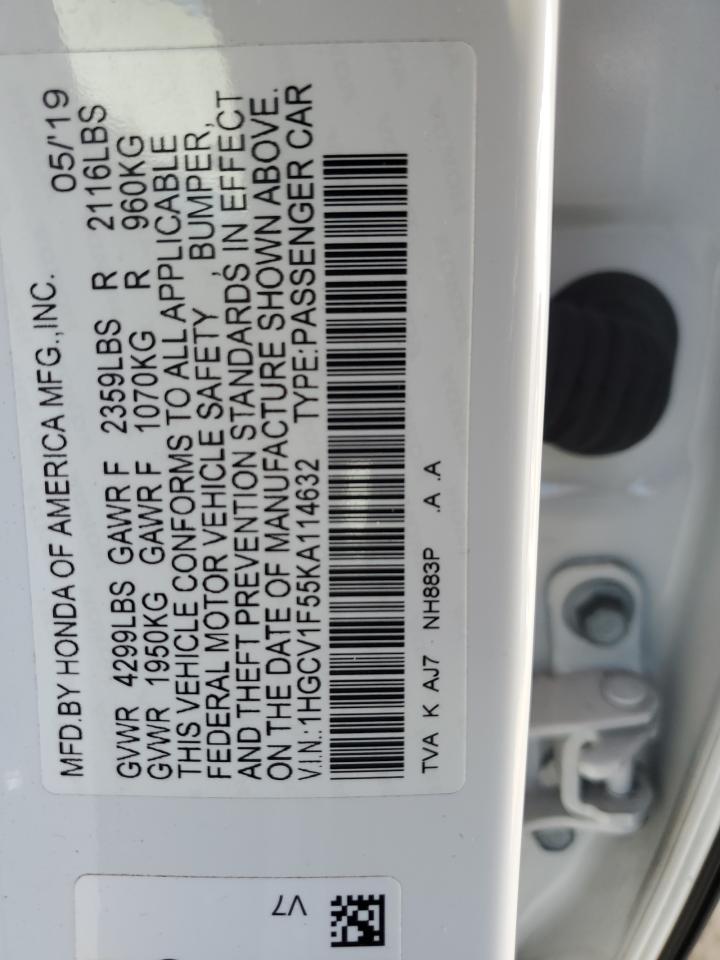 MFD.BY HONDA OF AMERICA MFG.,INC. 05/'19
GVWR 4299LBS GAWR F 2359LBS R 2116LBS
GVWR 1950KG GAWR F 1070KG R 960KG
THIS VEHICLE CONFORMS TO ALL APPLICABLE
FEDERAL MOTOR VEHICLE SAFETY, BUMPER,
AND THEFT PREVENTION STANDARDS IN EFFECT
ON THE DATE OF MANUFACTURE SHOWN ABOVE.
V.I.N.:1HGCV1F55KA114632 TYPE:PASSENGER CAR
TVA K AJ7 NH883P .A .A
V7